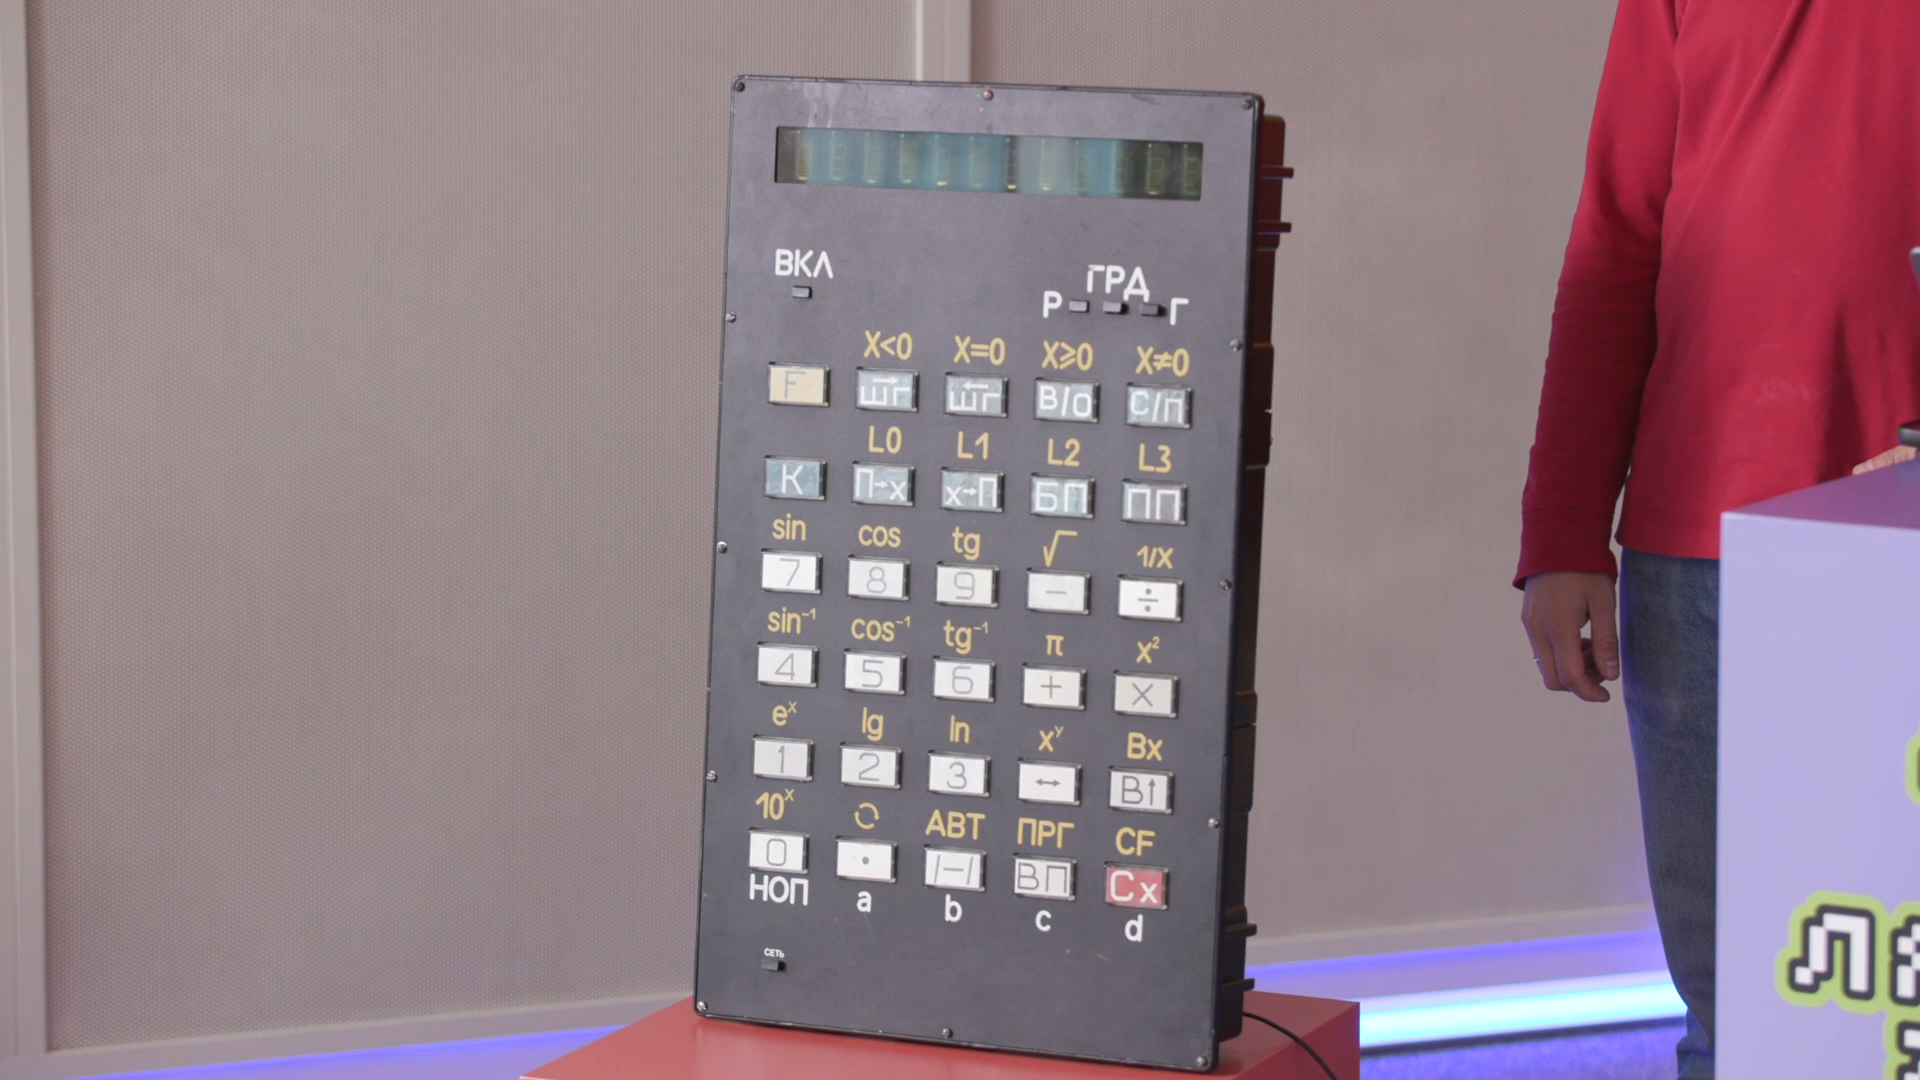 ВКЛ
ГРД
Р Г
X<0 X=0 X⩾0 X≠0
F ШГ→ ШГ← В/О С/П
L0 L1 L2 L3
К П→x x→П БП ПП
sin cos tg √ 1/X
7 8 9 − ÷
sin⁻¹ cos⁻¹ tg⁻¹ π x²
4 5 6 + X
eˣ lg ln xʸ Bx
1 2 3 ↔ B↑
10ˣ ⟳ АВТ ПРГ CF
0 · /−/ ВП Cx
НОП a b c d
СЕТЬ